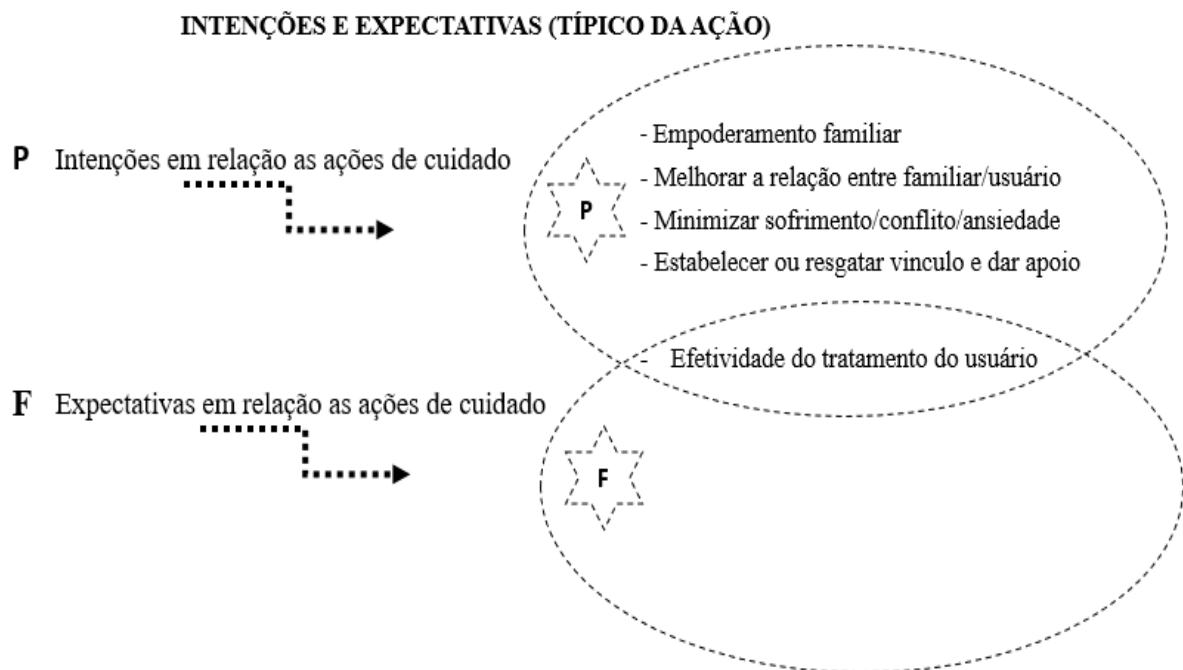 INTENÇÕES E EXPECTATIVAS (TÍPICO DA AÇÃO)
P Intenções em relação as ações de cuidado
P
- Empoderamento familiar
- Melhorar a relação entre familiar/usuário
- Minimizar sofrimento/conflito/ansiedade
- Estabelecer ou resgatar vinculo e dar apoio
- Efetividade do tratamento do usuário
F Expectativas em relação as ações de cuidado
F